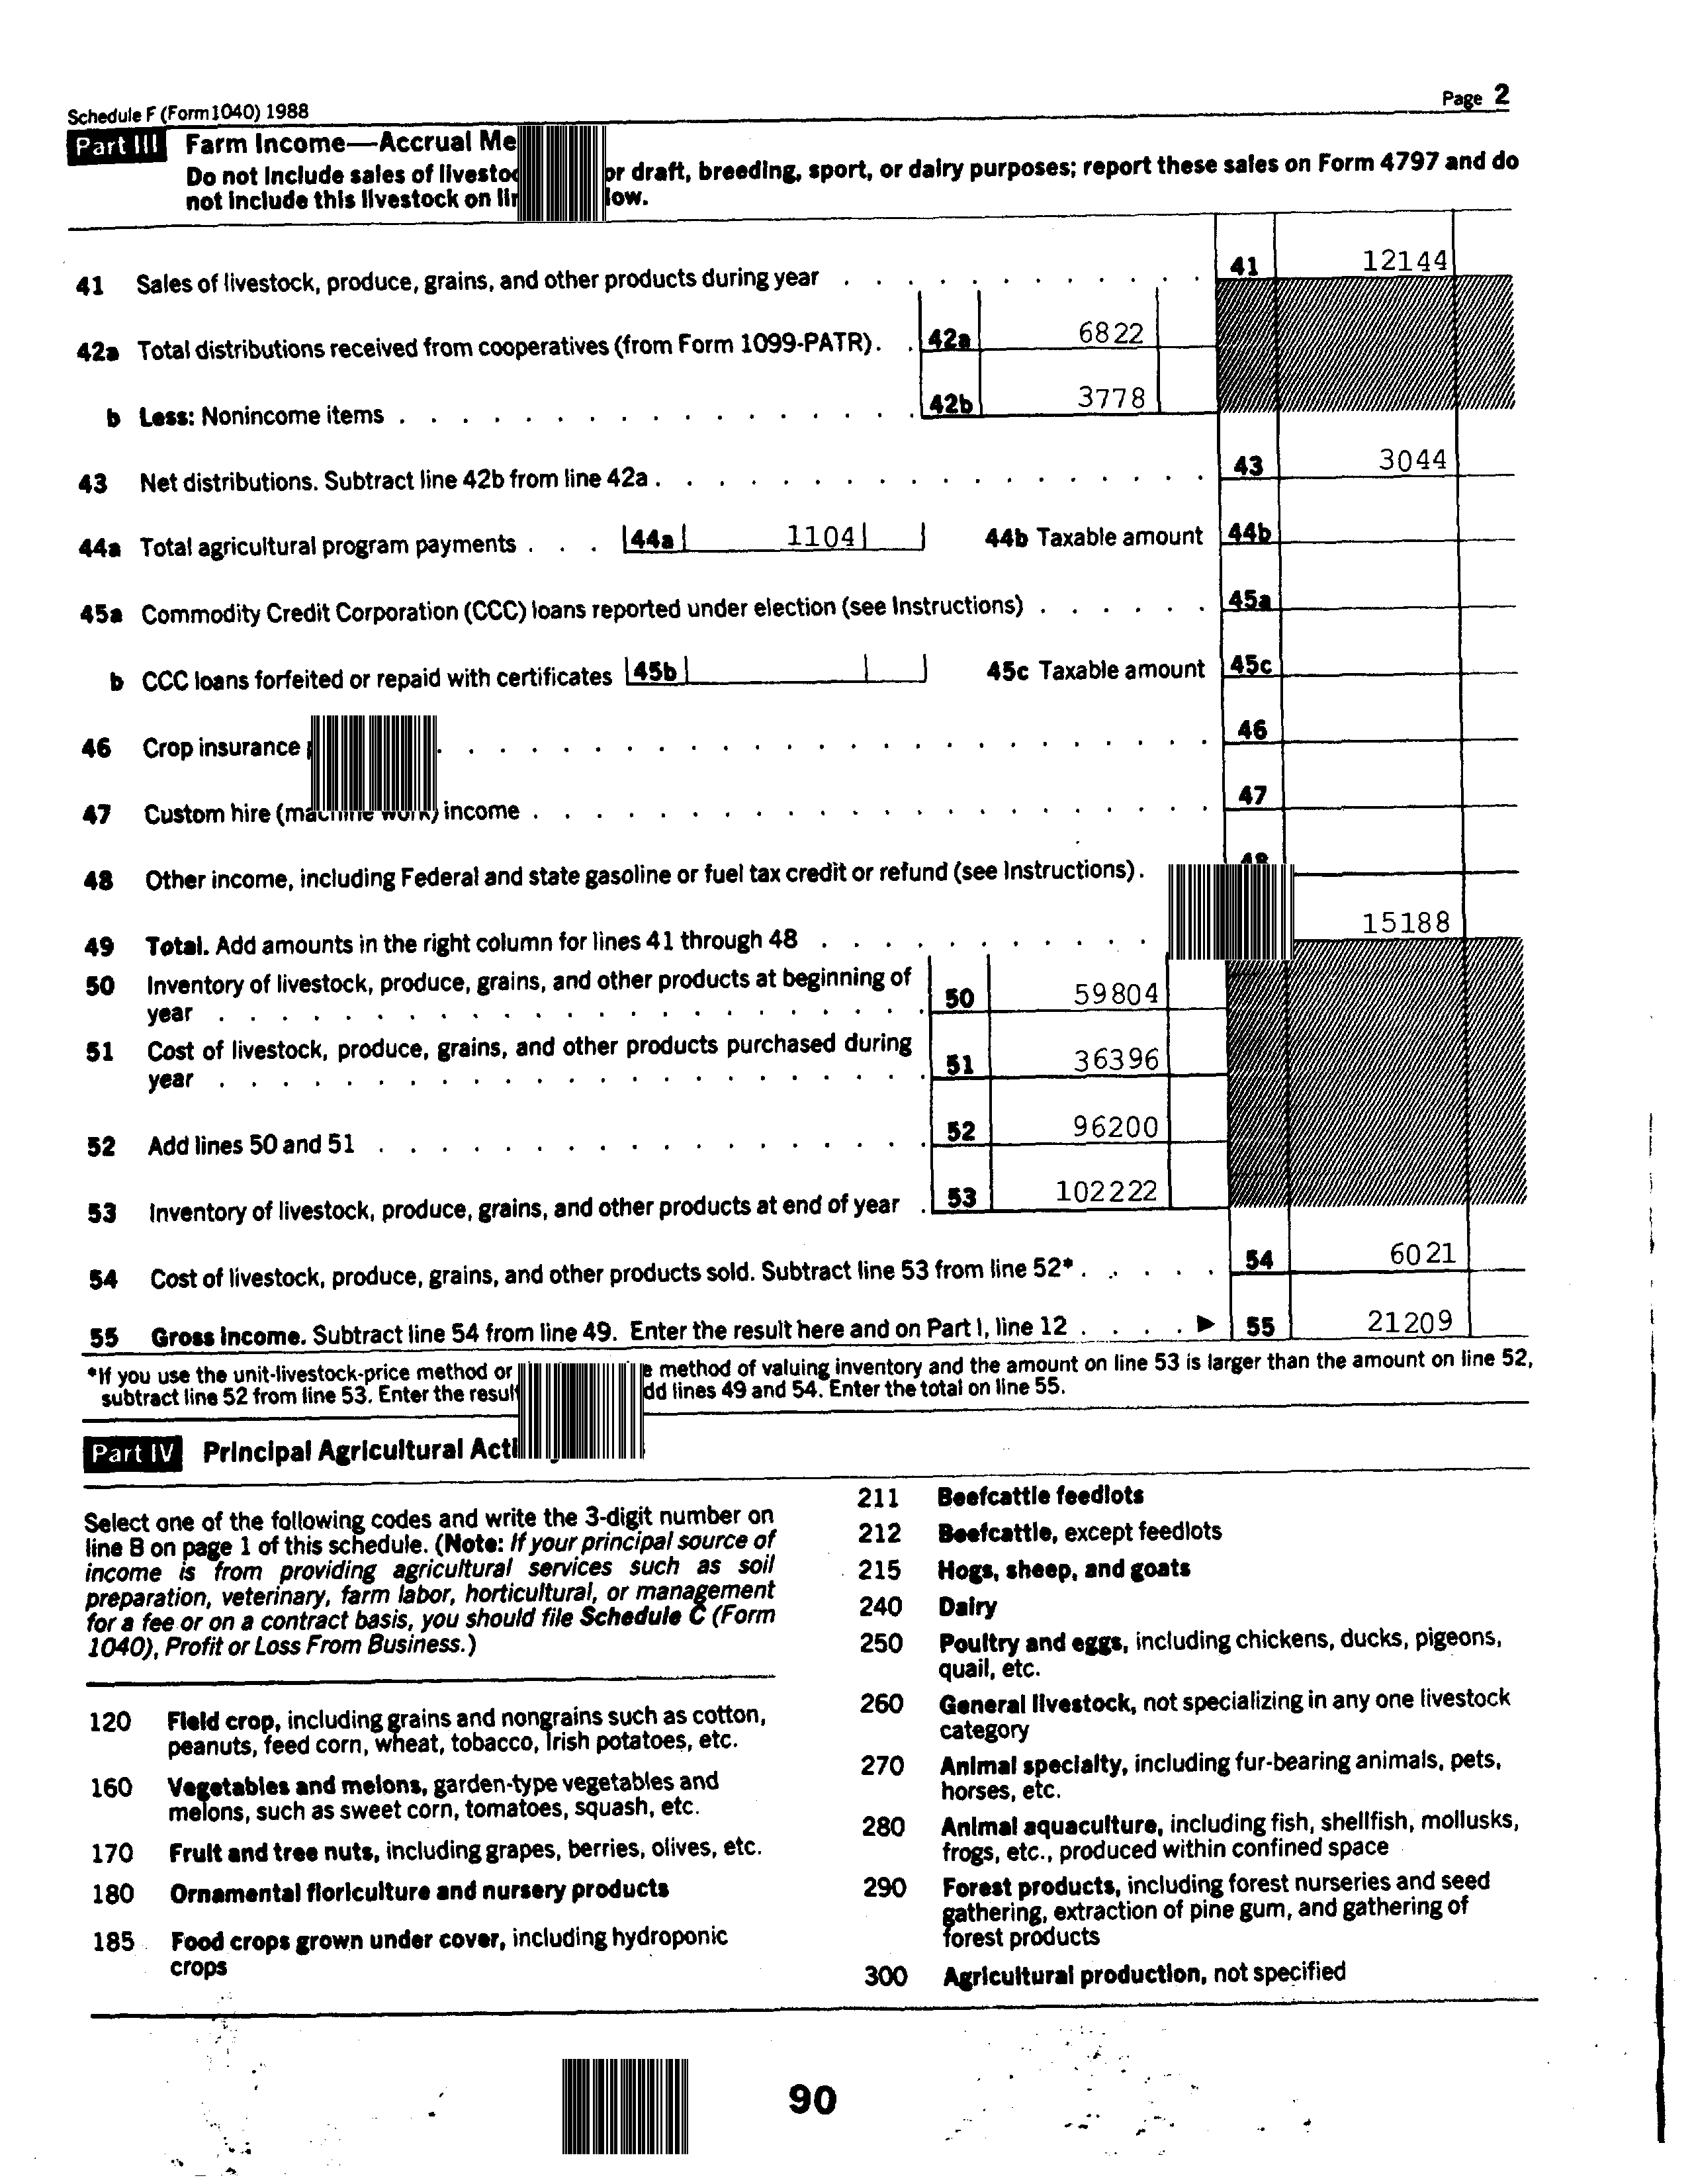 Schedule F (Form 1040) 1988
Page 2
Part III Farm Income—Accrual
Do not include sales of or draft, breeding, sport, or dairy purposes; report these sales on Form 4797 and do
not include this livestock on
41 Sales of livestock, produce, grains, and other products during year 41 12144
42a Total distributions received from cooperatives (from Form 1099-PATR). 42a 6822
b Less: Nonincome items 42b 3778
43 Net distributions. Subtract line 42b from line 42a. 43 3044
44a Total agricultural program payments 44a 1104 44b Taxable amount 44b
45a Commodity Credit Corporation (CCC) loans reported under election (see Instructions) 45a
b CCC loans forfeited or repaid with certificates 45b 45c Taxable amount 45c
46 Crop insurance 46
47 Custom hire (machine work) income 47
48 Other income, including Federal and state gasoline or fuel tax credit or refund (see Instructions). 48
49 Total. Add amounts in the right column for lines 41 through 48 15188
50 Inventory of livestock, produce, grains, and other products at beginning of
year 50 59804
51 Cost of livestock, produce, grains, and other products purchased during
year 51 36396
52 Add lines 50 and 51 52 96200
53 Inventory of livestock, produce, grains, and other products at end of year 53 102222
54 Cost of livestock, produce, grains, and other products sold. Subtract line 53 from line 52* 54 6021
55 Gross income. Subtract line 54 from line 49. Enter the result here and on Part I, line 12 ▶ 55 21209
*If you use the unit-livestock-price method or method of valuing inventory and the amount on line 53 is larger than the amount on line 52,
subtract line 52 from line 53. Enter the lines 49 and 54. Enter the total on line 55.
Part IV Principal Agricultural
Select one of the following codes and write the 3-digit number on
line B on page 1 of this schedule. (Note: If your principal source of
income is from providing agricultural services such as soil
preparation, veterinary, farm labor, horticultural, or management
for a fee or on a contract basis, you should file Schedule C (Form
1040), Profit or Loss From Business.)
120 Field crop, including grains and nongrains such as cotton,
peanuts, feed corn, wheat, tobacco, Irish potatoes, etc.
160 Vegetables and melons, garden-type vegetables and
melons, such as sweet corn, tomatoes, squash, etc.
170 Fruit and tree nuts, including grapes, berries, olives, etc.
180 Ornamental floriculture and nursery products
185 Food crops grown under cover, including hydroponic
crops
211 Beefcattle feedlots
212 Beefcattle, except feedlots
215 Hogs, sheep, and goats
240 Dairy
250 Poultry and eggs, including chickens, ducks, pigeons,
quail, etc.
260 General livestock, not specializing in any one livestock
category
270 Animal specialty, including fur-bearing animals, pets,
horses, etc.
280 Animal aquaculture, including fish, shellfish, mollusks,
frogs, etc., produced within confined space
290 Forest products, including forest nurseries and seed
gathering, extraction of pine gum, and gathering of
forest products
300 Agricultural production, not specified
90